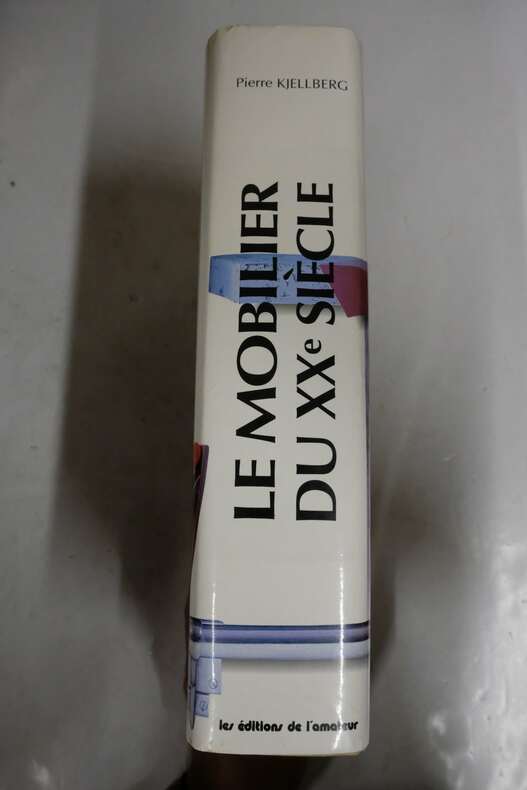 Pierre KJELLBERG
LE MOBILIER
DU XXe SIÈCLE
les éditions de l'amateur